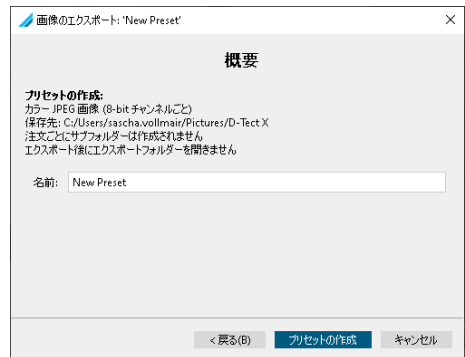 画像のエクスポート: 'New Preset'
概要
プリセットの作成:
カラー JPEG 画像 (8-bit チャンネルごと)
保存先: C:/Users/sascha.vollmair/Pictures/D-Tect X
注文ごとにサブフォルダーは作成されません
エクスポート後にエクスポートフォルダーを開きません
名前: New Preset
< 戻る(B) プリセットの作成 キャンセル